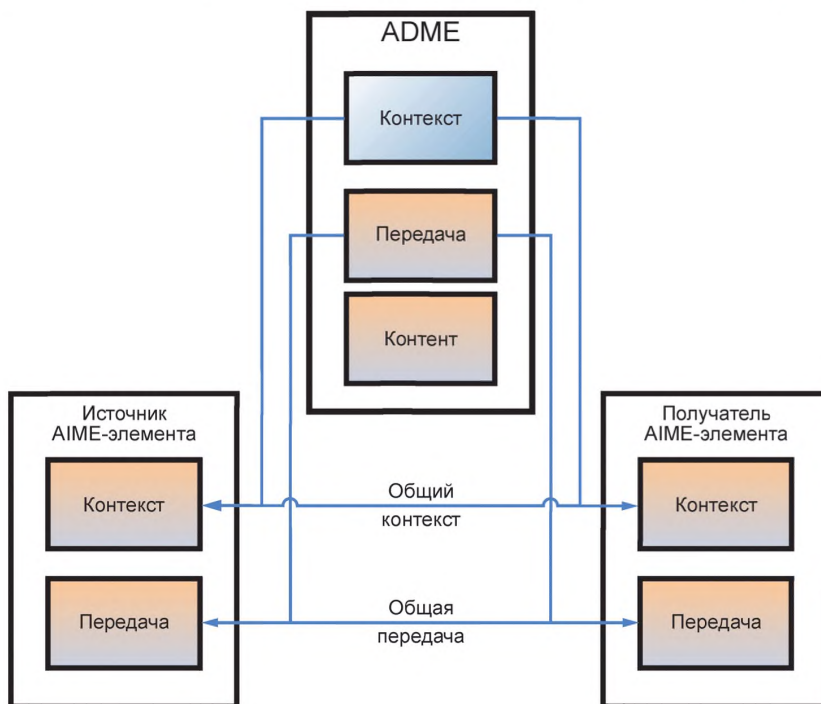 ADME
Контекст
Передача
Контент
Источник
AIME-элемента
Контекст
Передача
Общий
контекст
Общая
передача
Получатель
AIME-элемента
Контекст
Передача